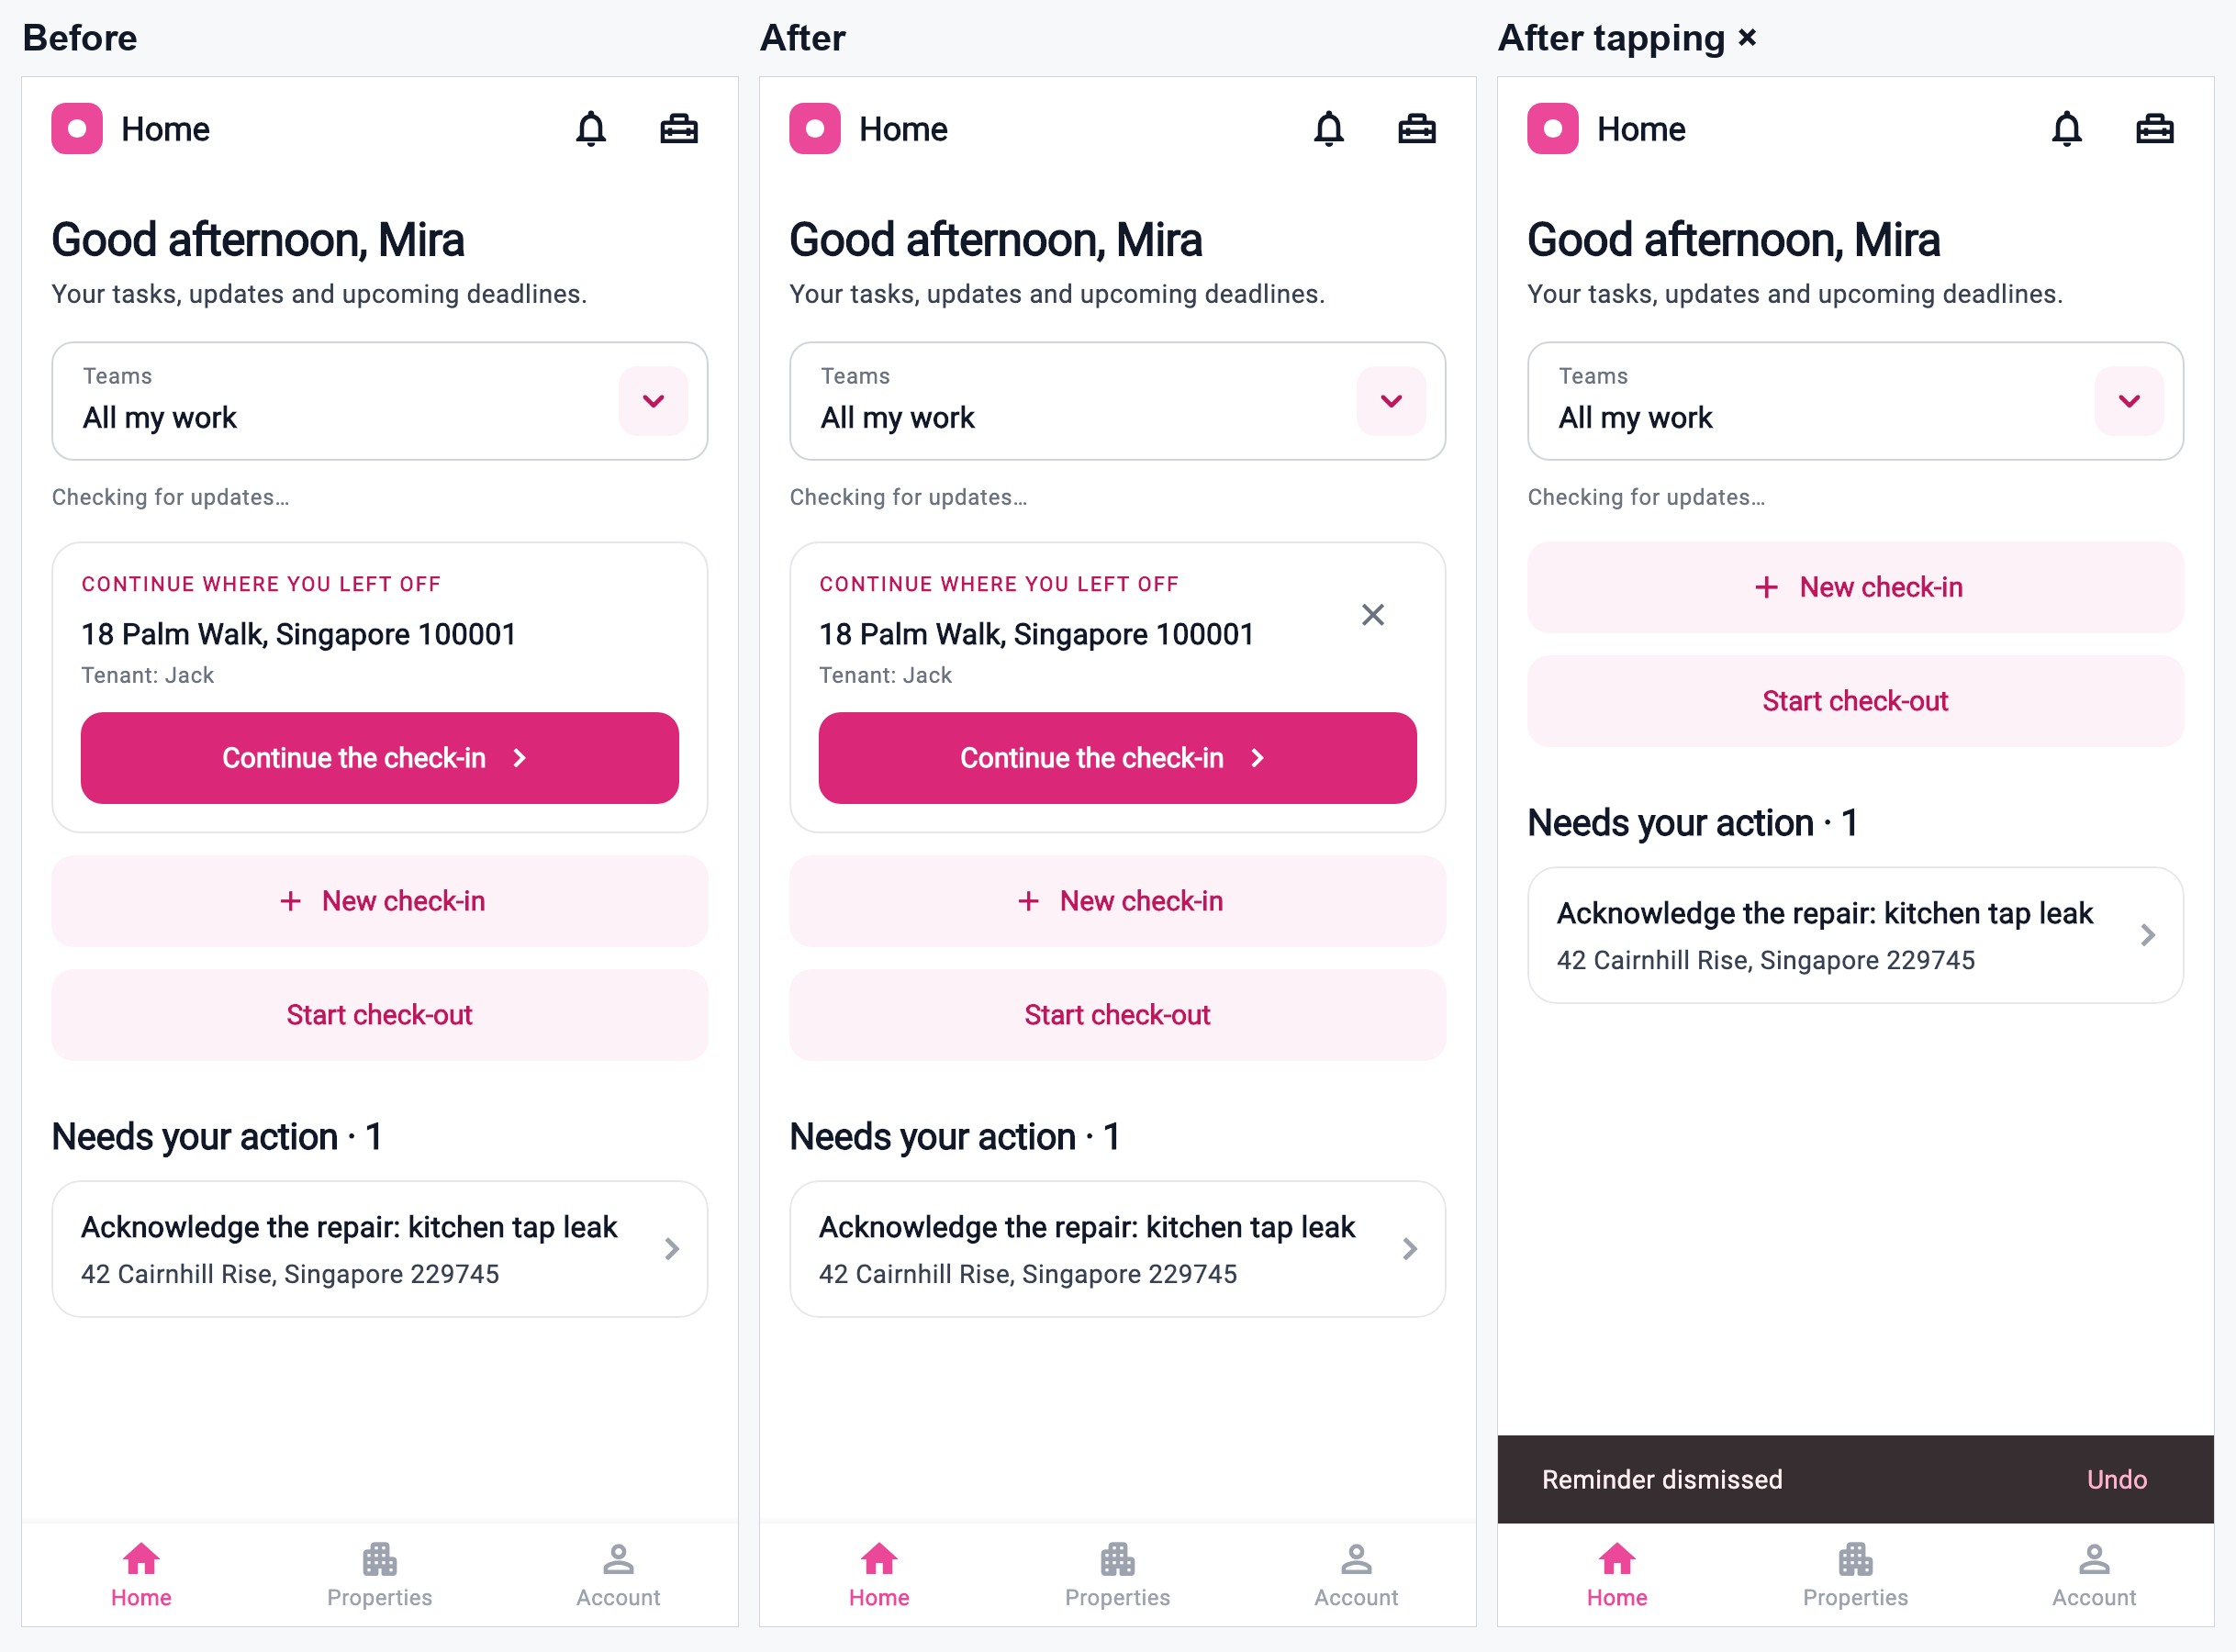 Before
Home
Good afternoon, Mira
Your tasks, updates and upcoming deadlines.
Teams
All my work
Checking for updates…
CONTINUE WHERE YOU LEFT OFF
18 Palm Walk, Singapore 100001
Tenant: Jack
Continue the check-in
+ New check-in
Start check-out
Needs your action · 1
Acknowledge the repair: kitchen tap leak
42 Cairnhill Rise, Singapore 229745
Home
Properties
Account
After
Home
Good afternoon, Mira
Your tasks, updates and upcoming deadlines.
Teams
All my work
Checking for updates…
CONTINUE WHERE YOU LEFT OFF
18 Palm Walk, Singapore 100001
Tenant: Jack
Continue the check-in
+ New check-in
Start check-out
Needs your action · 1
Acknowledge the repair: kitchen tap leak
42 Cairnhill Rise, Singapore 229745
Home
Properties
Account
After tapping ×
Home
Good afternoon, Mira
Your tasks, updates and upcoming deadlines.
Teams
All my work
Checking for updates…
+ New check-in
Start check-out
Needs your action · 1
Acknowledge the repair: kitchen tap leak
42 Cairnhill Rise, Singapore 229745
Reminder dismissed
Undo
Home
Properties
Account